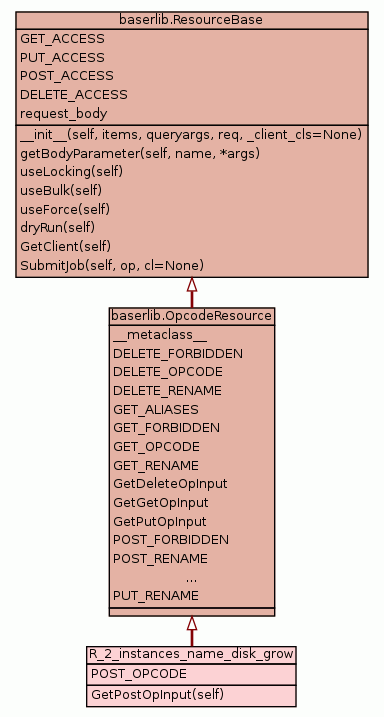 baserlib.ResourceBase
GET_ACCESS
PUT_ACCESS
POST_ACCESS
DELETE_ACCESS
request_body
__init__(self, items, queryargs, req, _client_cls=None)
getBodyParameter(self, name, *args)
useLocking(self)
useBulk(self)
useForce(self)
dryRun(self)
GetClient(self)
SubmitJob(self, op, cl=None)
baserlib.OpcodeResource
__metaclass__
DELETE_FORBIDDEN
DELETE_OPCODE
DELETE_RENAME
GET_ALIASES
GET_FORBIDDEN
GET_OPCODE
GET_RENAME
GetDeleteOpInput
GetGetOpInput
GetPutOpInput
POST_FORBIDDEN
POST_RENAME
...
PUT_RENAME
R_2_instances_name_disk_grow
POST_OPCODE
GetPostOpInput(self)